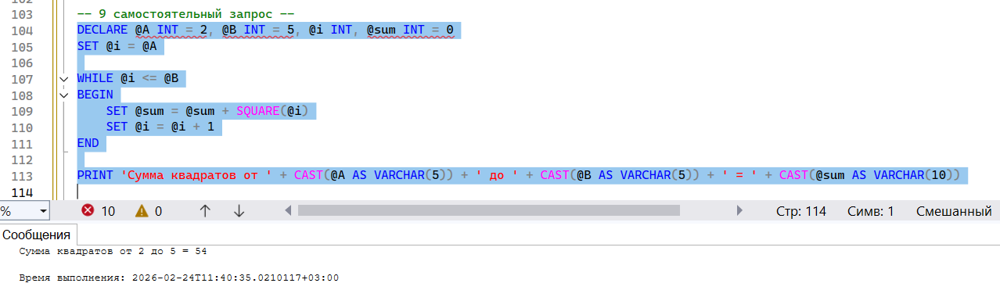 102
103 -- 9 самостоятельный запрос --
104 DECLARE @A INT = 2, @B INT = 5, @i INT, @sum INT = 0
105 SET @i = @A
106
107 WHILE @i <= @B
108 BEGIN
109 SET @sum = @sum + SQUARE(@i)
110 SET @i = @i + 1
111 END
112
113 PRINT 'Сумма квадратов от ' + CAST(@A AS VARCHAR(5)) + ' до ' + CAST(@B AS VARCHAR(5)) + ' = ' + CAST(@sum AS VARCHAR(10))
114
% 10 0 Стр: 114 Симв: 1 Смешанный
Сообщения
Сумма квадратов от 2 до 5 = 54
Время выполнения: 2026-02-24T11:40:35.0210117+03:00